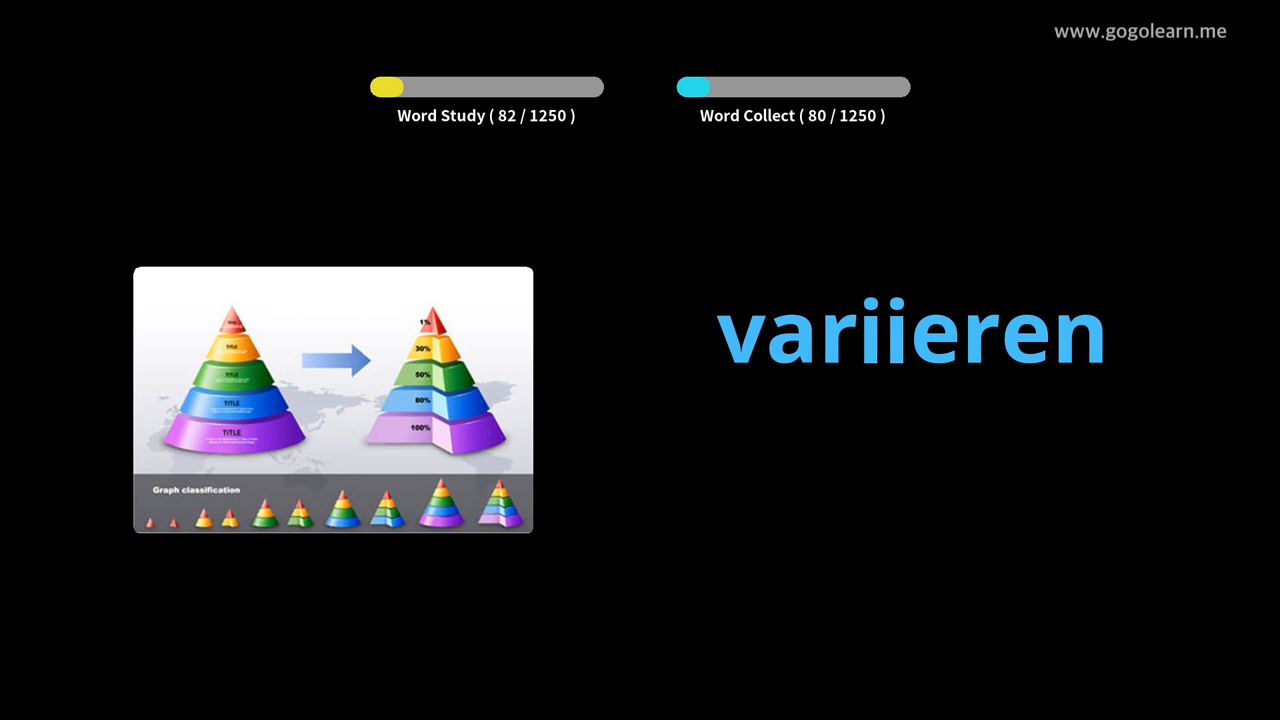 www.gogolearn.me
Word Study ( 82 / 1250 )
Word Collect ( 80 / 1250 )
variieren
TITLE
TITLE
TITLE
TITLE
1%
30%
50%
80%
100%
Graph classification